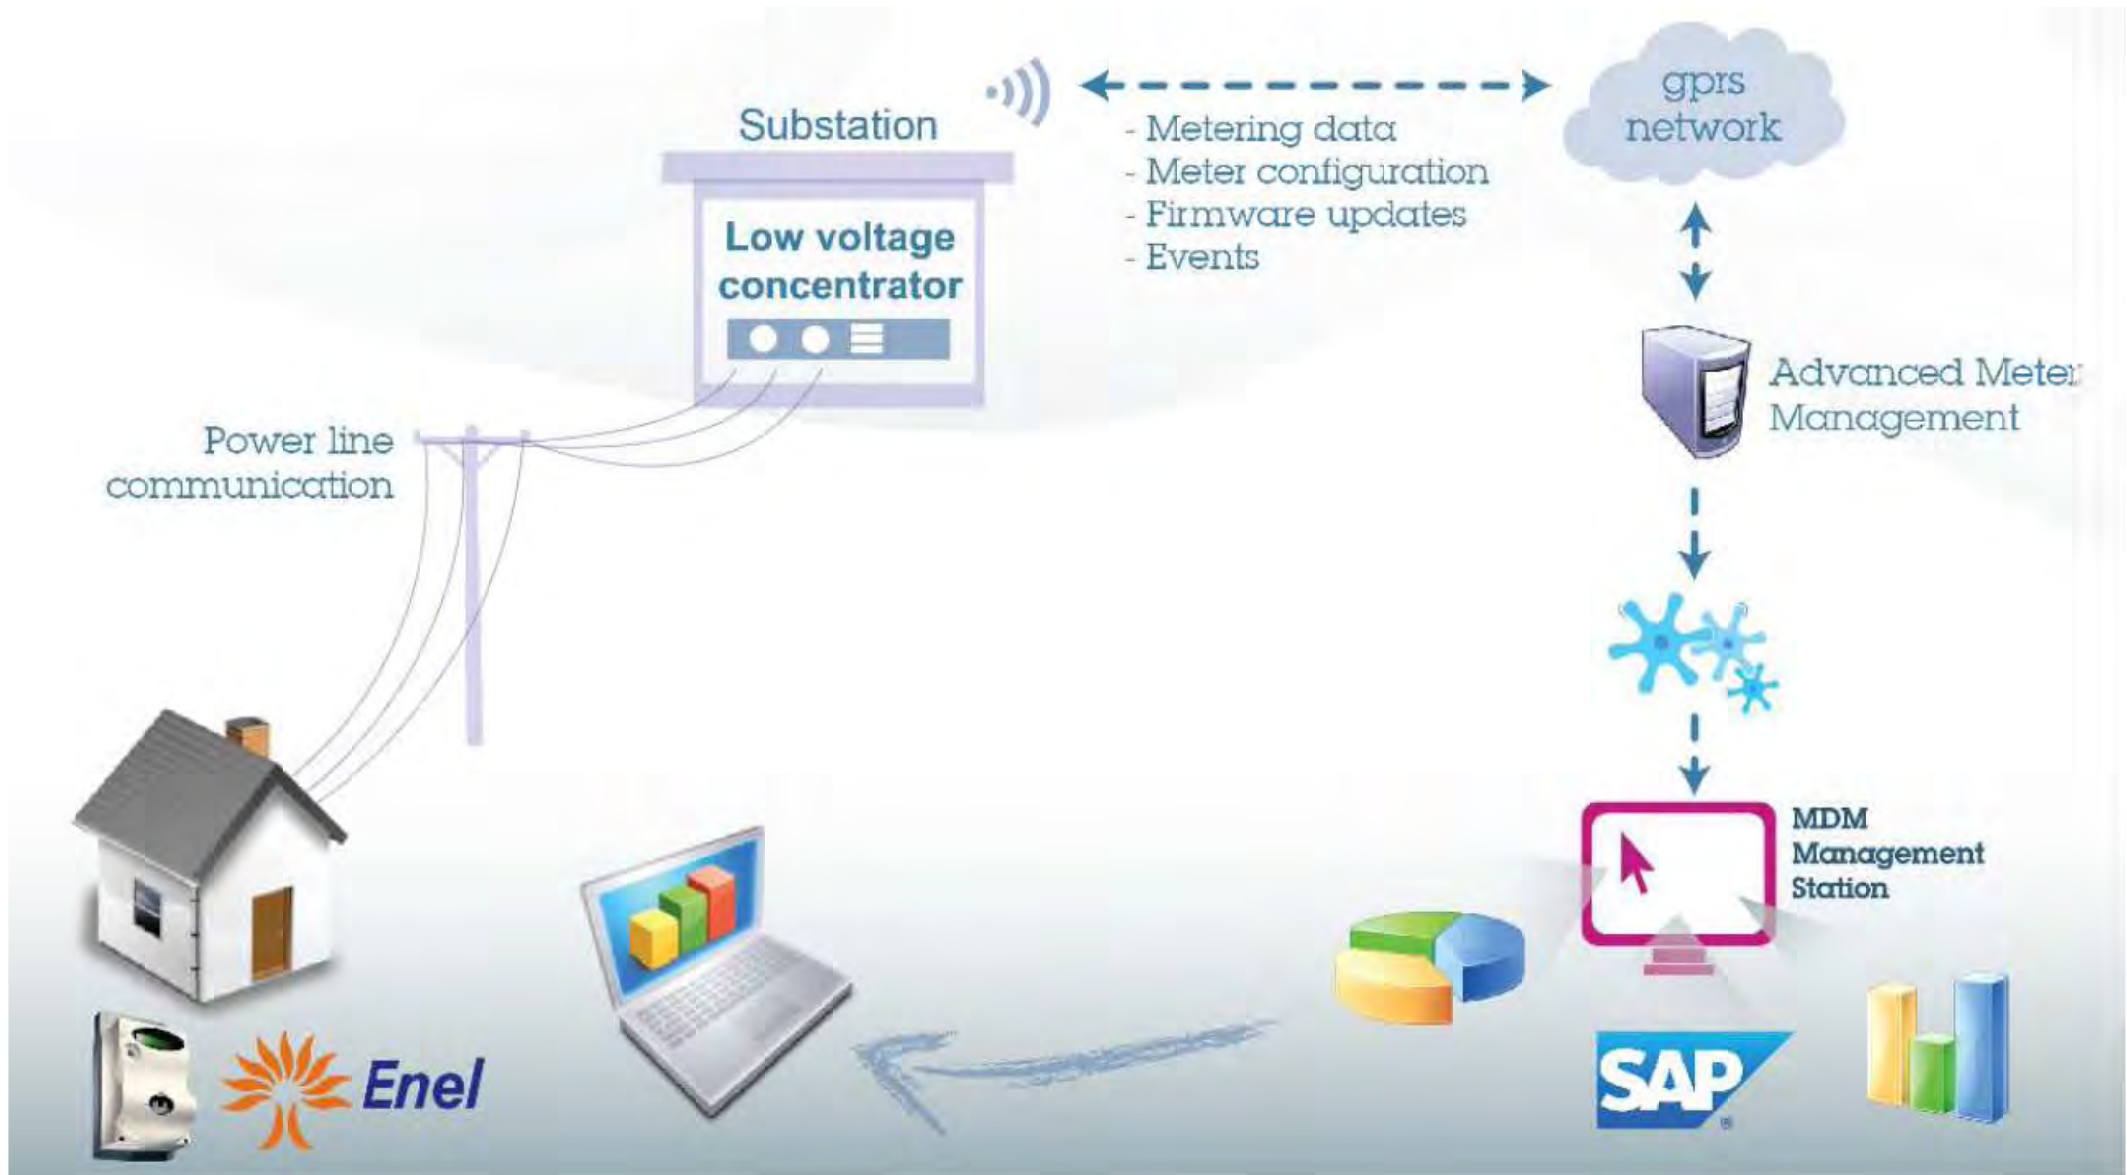 Substation
Low voltage
concentrator
- Metering data
- Meter configuration
- Firmware updates
- Events
gprs
network
Advanced Meter
Management
Power line
communication
MDM
Management
Station
Enel
SAP®